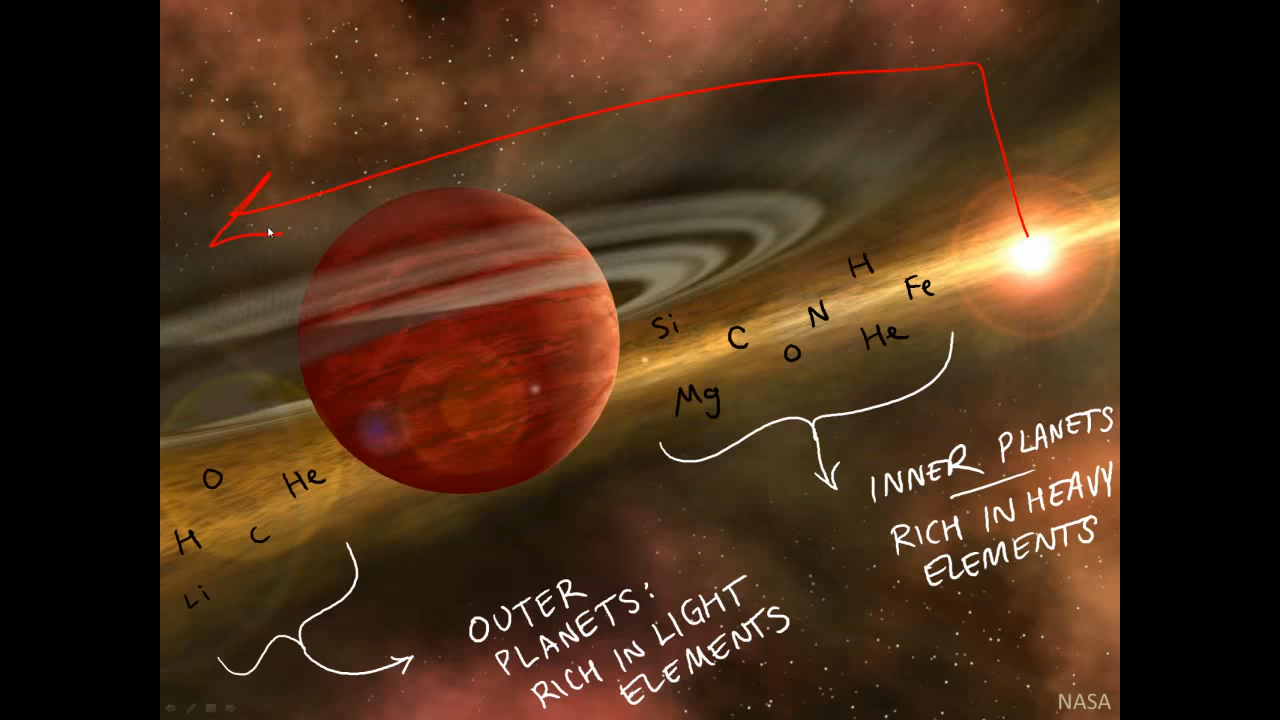 H
Fe
Si
N
C
O
He
Mg
INNER PLANETS
RICH IN HEAVY
ELEMENTS
O
He
H
C
Li
OUTER
PLANETS:
RICH IN LIGHT
ELEMENTS
NASA